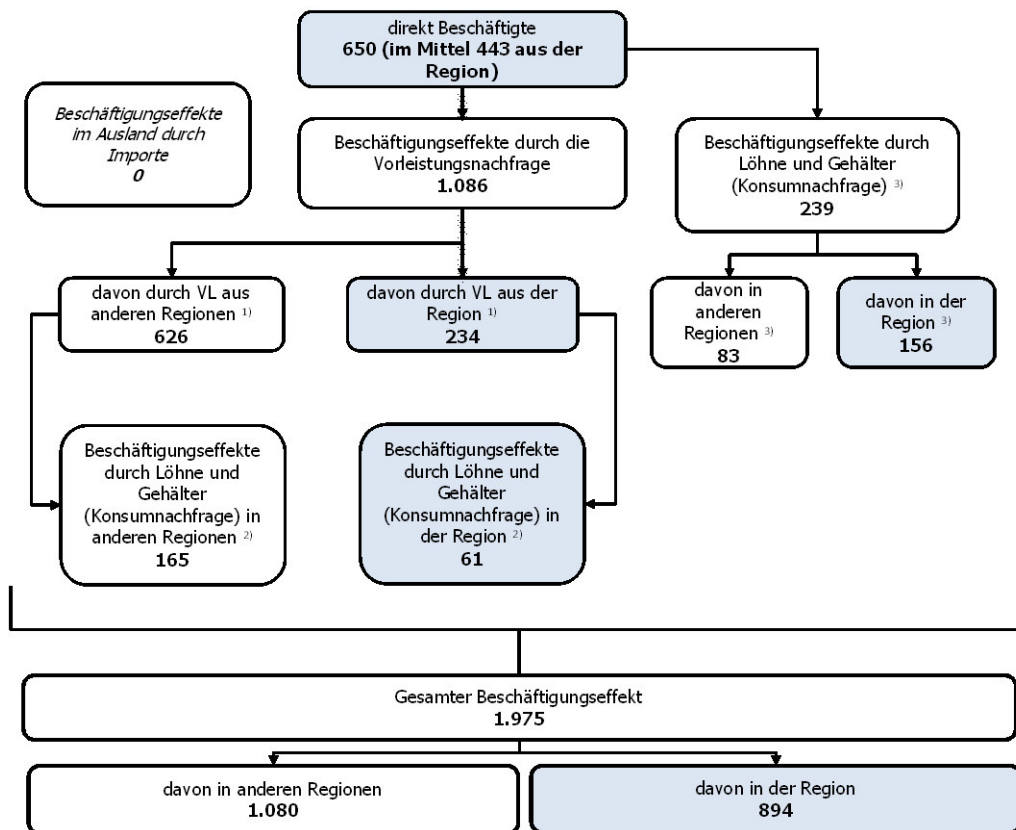 direkt Beschäftigte
650 (im Mittel 443 aus der
Region)
Beschäftigungseffekte
im Ausland durch
Importe
0
Beschäftigungseffekte durch die
Vorleistungsnachfrage
1.086
Beschäftigungseffekte durch
Löhne und Gehälter
(Konsumnachfrage) 3)
239
davon durch VL aus
anderen Regionen 1)
626
davon durch VL aus der
Region 1)
234
davon in
anderen
Regionen 3)
83
davon in der
Region 3)
156
Beschäftigungseffekte
durch Löhne und
Gehälter
(Konsumnachfrage) in
anderen Regionen 2)
165
Beschäftigungseffekte
durch Löhne und
Gehälter
(Konsumnachfrage) in
der Region 2)
61
Gesamter Beschäftigungseffekt
1.975
davon in anderen Regionen
1.080
davon in der Region
894